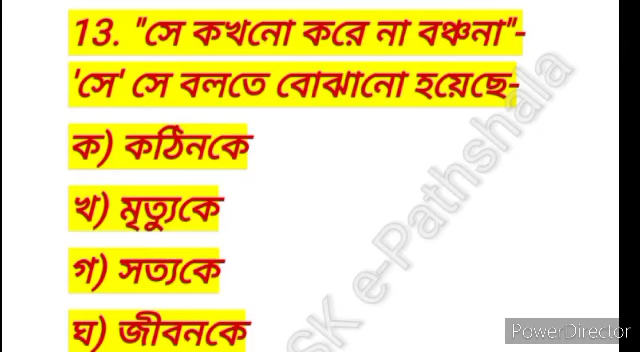 13. "সে কখনো করে না বঞ্চনা"-
'সে' সে বলতে বোঝানো হয়েছে-
ক) কঠিনকে
খ) মৃত্যুকে
গ) সত্যকে
ঘ) জীবনকে
SK e-Pathshala
PowerDirector